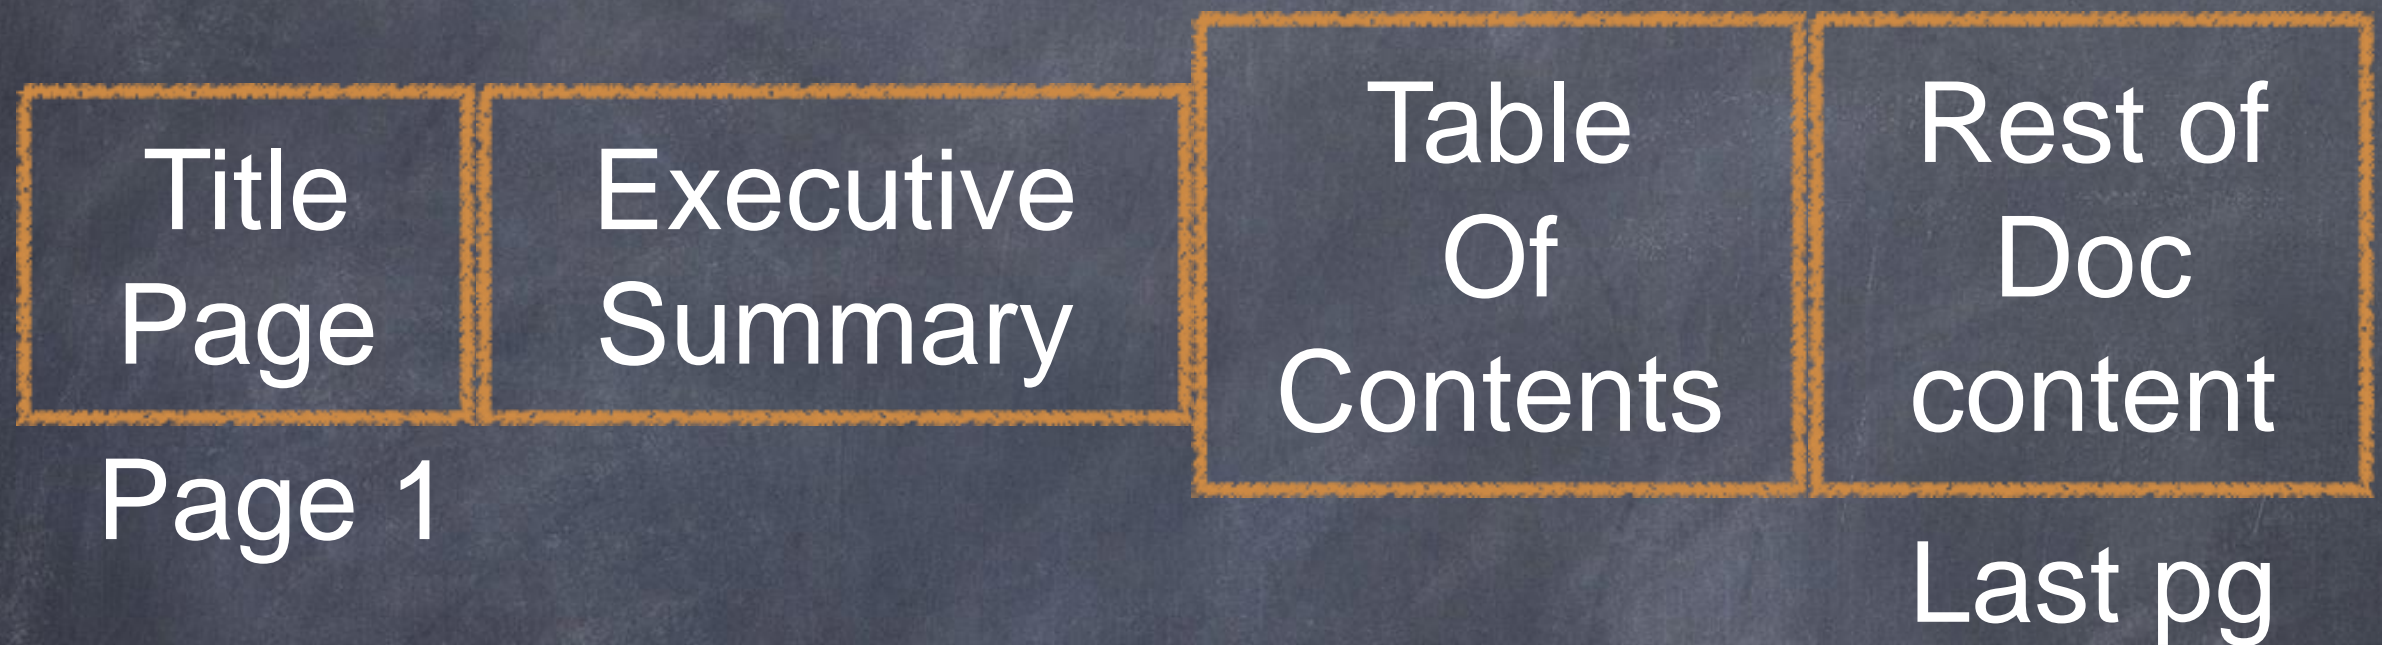 Title
Page
Executive
Summary
Table
Of
Contents
Rest of
Doc
content
Page 1
Last pg